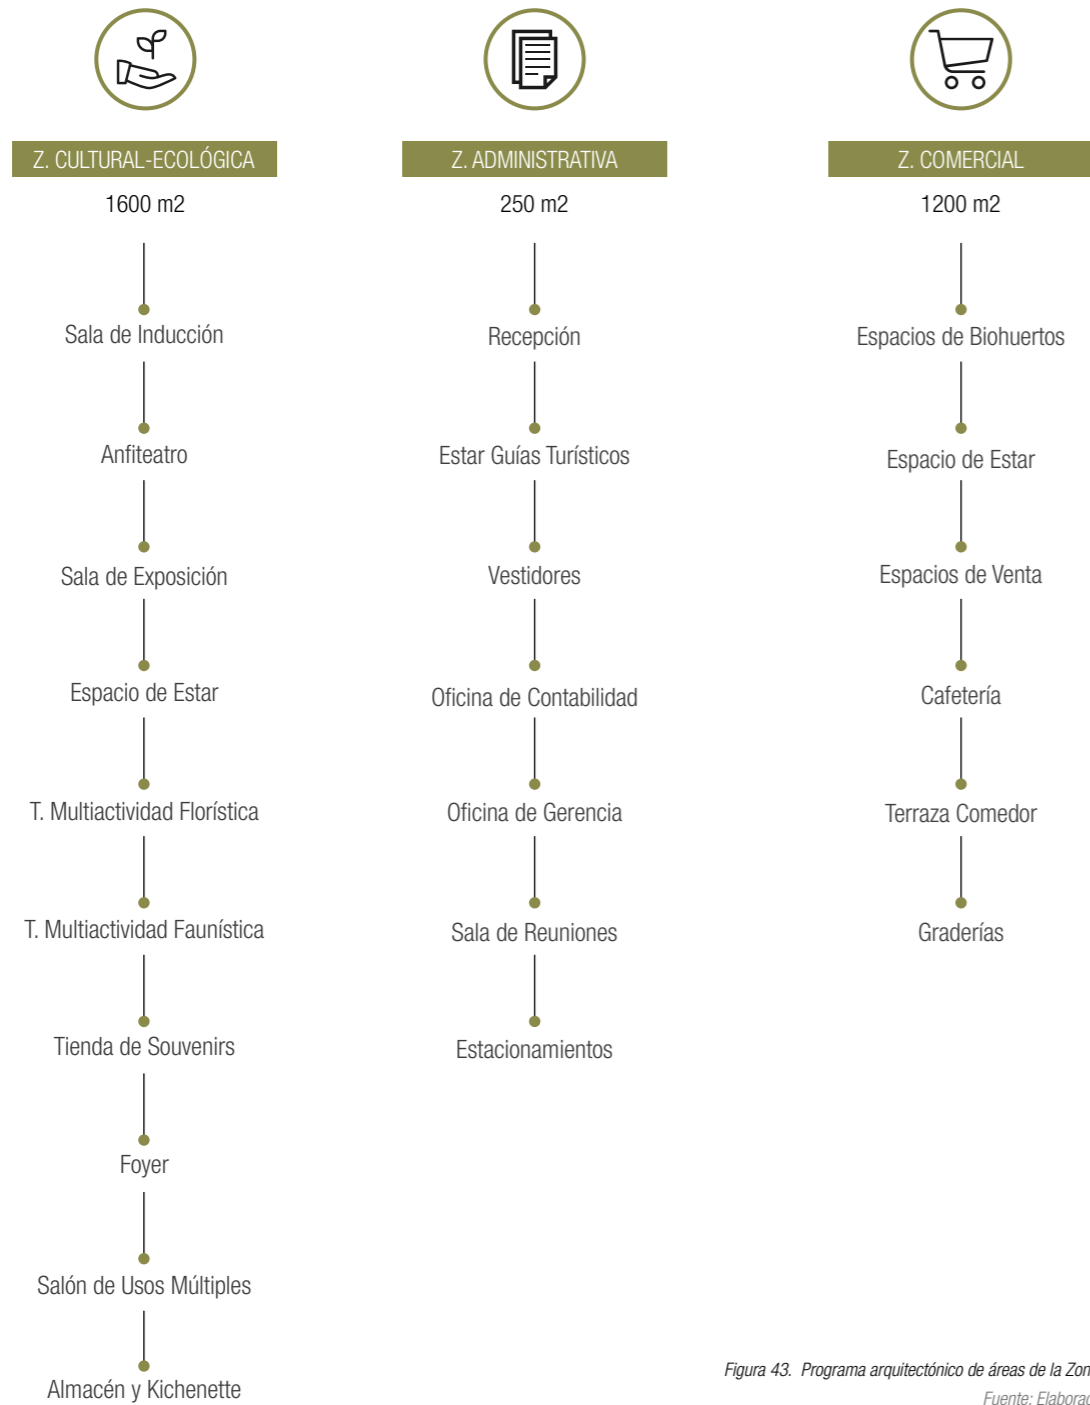 Z. CULTURAL-ECOLÓGICA
1600 m2
Sala de Inducción
Anfiteatro
Sala de Exposición
Espacio de Estar
T. Multiactividad Florística
T. Multiactividad Faunística
Tienda de Souvenirs
Foyer
Salón de Usos Múltiples
Almacén y Kichenette
Z. ADMINISTRATIVA
250 m2
Recepción
Estar Guías Turísticos
Vestidores
Oficina de Contabilidad
Oficina de Gerencia
Sala de Reuniones
Estacionamientos
Z. COMERCIAL
1200 m2
Espacios de Biohuertos
Espacio de Estar
Espacios de Venta
Cafetería
Terraza Comedor
Graderías
Figura 43. Programa arquitectónico de áreas de la
Fuente: